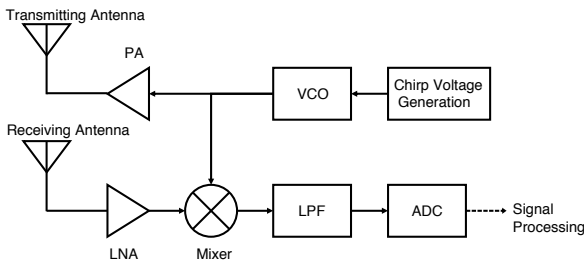 Transmitting Antenna
PA
VCO
Chirp Voltage
Generation
Receiving Antenna
LNA
Mixer
LPF
ADC
Signal
Processing